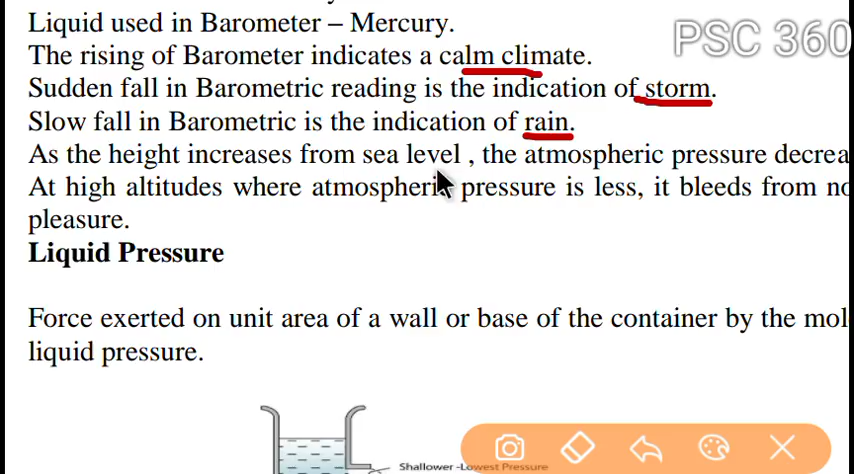 Liquid used in Barometer – Mercury.
PSC 360
The rising of Barometer indicates a calm climate.
Sudden fall in Barometric reading is the indication of storm.
Slow fall in Barometric is the indication of rain.
As the height increases from sea level , the atmospheric pressure decrea
At high altitudes where atmospheric pressure is less, it bleeds from no
pleasure.
Liquid Pressure
Force exerted on unit area of a wall or base of the container by the mol
liquid pressure.
Shallower -Lowest Pressure